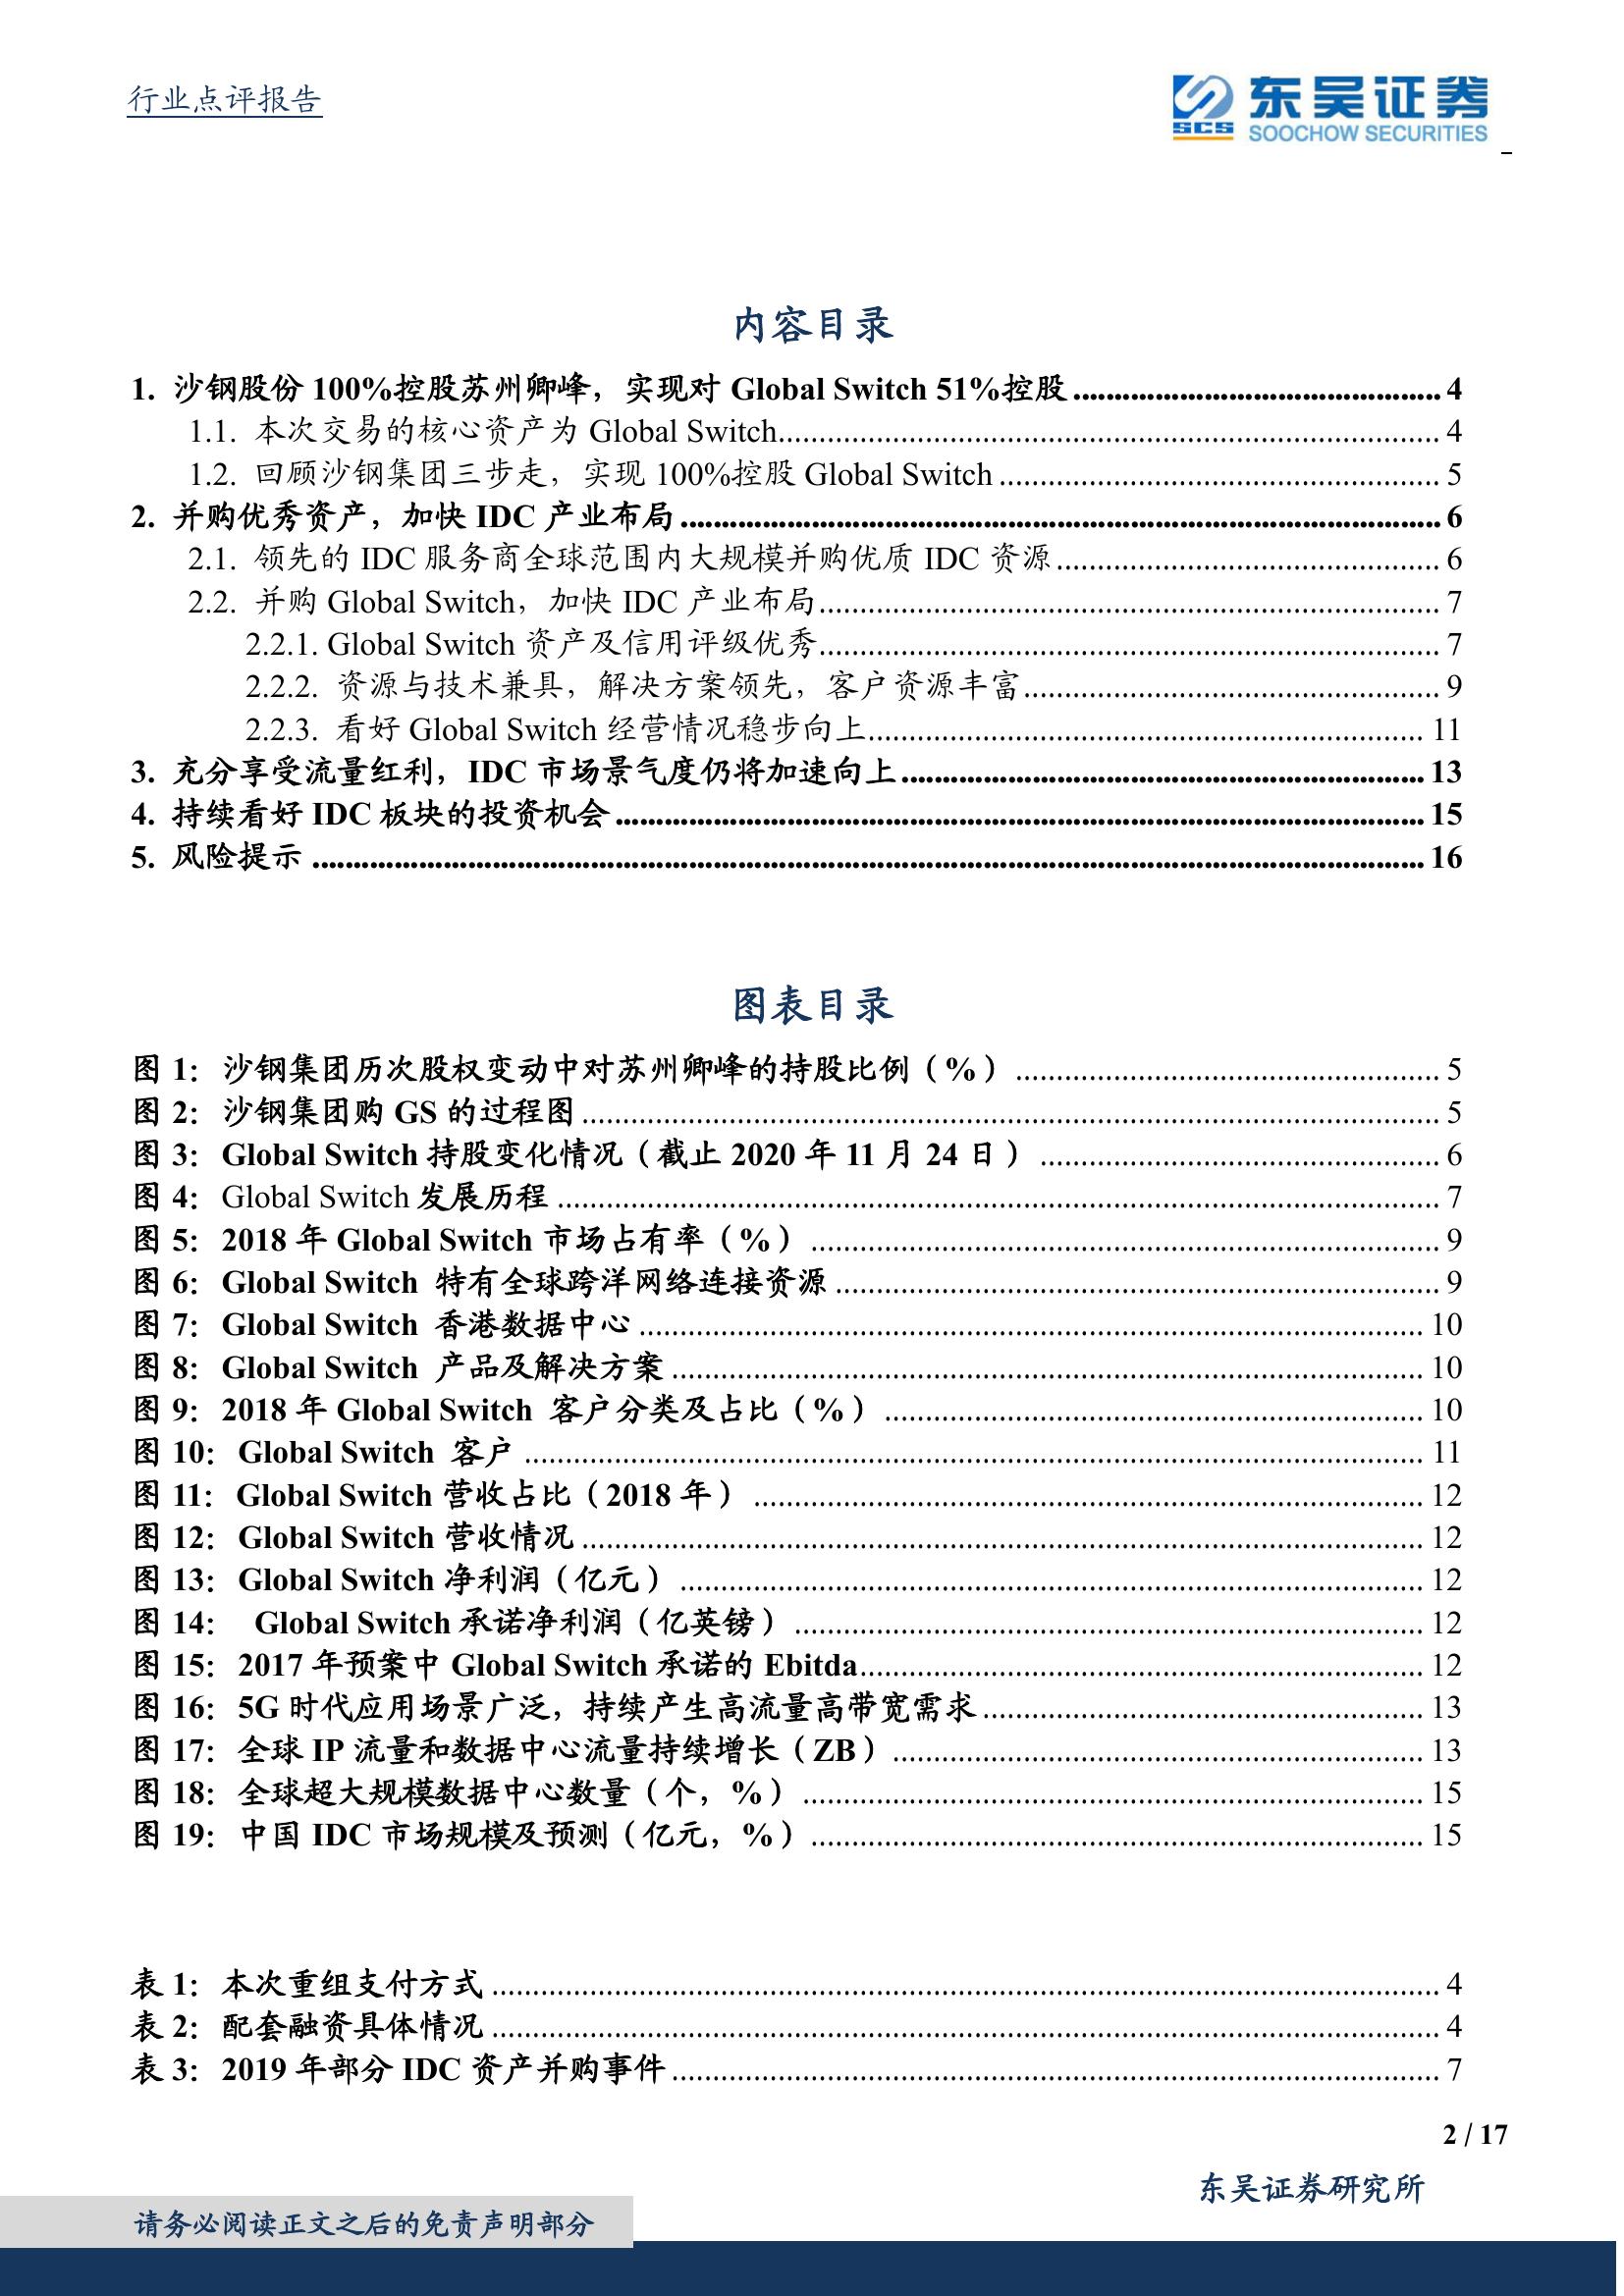 行业点评报告
SCS 东吴证券
SOOCHOW SECURITIES
内容目录
1. 沙钢股份 100%控股苏州卿峰，实现对 Global Switch 51%控股 4
1.1. 本次交易的核心资产为 Global Switch 4
1.2. 回顾沙钢集团三步走，实现 100%控股 Global Switch 5
2. 并购优秀资产，加快 IDC 产业布局 6
2.1. 领先的 IDC 服务商全球范围内大规模并购优质 IDC 资源 6
2.2. 并购 Global Switch，加快 IDC 产业布局 7
2.2.1. Global Switch 资产及信用评级优秀 7
2.2.2. 资源与技术兼具，解决方案领先，客户资源丰富 9
2.2.3. 看好 Global Switch 经营情况稳步向上 11
3. 充分享受流量红利，IDC 市场景气度仍将加速向上 13
4. 持续看好 IDC 板块的投资机会 15
5. 风险提示 16
图表目录
图 1：沙钢集团历次股权变动中对苏州卿峰的持股比例（%） 5
图 2：沙钢集团购 GS 的过程图 5
图 3：Global Switch 持股变化情况（截止 2020 年 11 月 24 日） 6
图 4：Global Switch 发展历程 7
图 5：2018 年 Global Switch 市场占有率（%） 9
图 6：Global Switch 特有全球跨洋网络连接资源 9
图 7：Global Switch 香港数据中心 10
图 8：Global Switch 产品及解决方案 10
图 9：2018 年 Global Switch 客户分类及占比（%） 10
图 10：Global Switch 客户 11
图 11：Global Switch 营收占比（2018 年） 12
图 12：Global Switch 营收情况 12
图 13：Global Switch 净利润（亿元） 12
图 14： Global Switch 承诺净利润（亿英镑） 12
图 15：2017 年预案中 Global Switch 承诺的 Ebitda 12
图 16：5G 时代应用场景广泛，持续产生高流量高带宽需求 13
图 17：全球 IP 流量和数据中心流量持续增长（ZB） 13
图 18：全球超大规模数据中心数量（个，%） 15
图 19：中国 IDC 市场规模及预测（亿元，%） 15
表 1：本次重组支付方式 4
表 2：配套融资具体情况 4
表 3：2019 年部分 IDC 资产并购事件 7
2 / 17
东吴证券研究所
请务必阅读正文之后的免责声明部分